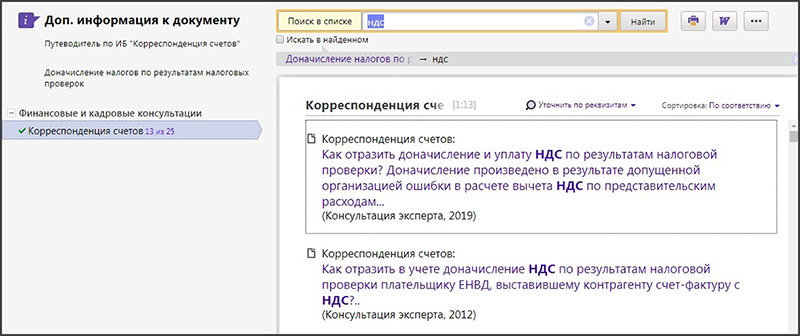 Доп. информация к документу
Путеводитель по ИБ "Корреспонденция счетов"
Доначисление налогов по результатам налоговых
проверок
Финансовые и кадровые консультации
Корреспонденция счетов 13 из 25
Поиск в списке
ндс
Найти
Искать в найденном
Доначисление налогов по р → ндс
Корреспонденция сче [1:13]
Уточнить по реквизитам
Сортировка: По соответствию
Корреспонденция счетов:
Как отразить доначисление и уплату НДС по результатам налоговой
проверки? Доначисление произведено в результате допущенной
организацией ошибки в расчете вычета НДС по представительским
расходам...
(Консультация эксперта, 2019)
Корреспонденция счетов:
Как отразить в учете доначисление НДС по результатам налоговой
проверки плательщику ЕНВД, выставившему контрагенту счет-фактуру с
НДС?..
(Консультация эксперта, 2012)